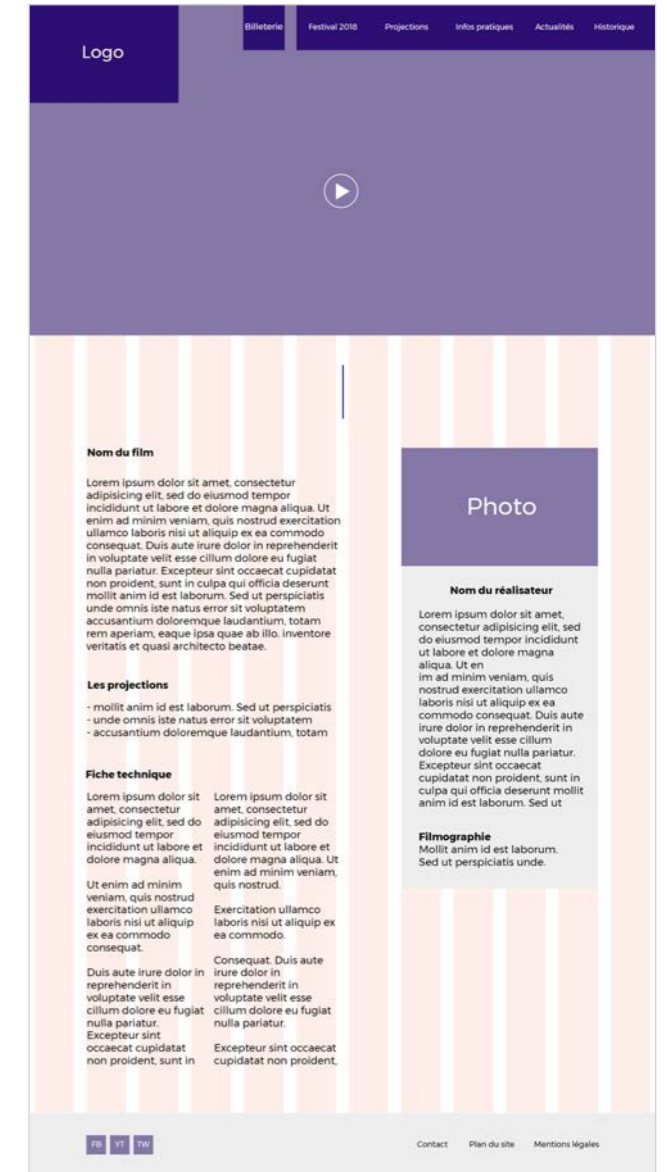 Logo
Billeterie
Festival 2018
Projections
Infos pratiques
Actualités
Historique
Nom du film
Lorem ipsum dolor sit amet, consectetur
adipisicing elit, sed do eiusmod tempor
incididunt ut labore et dolore magna aliqua. Ut
enim ad minim veniam, quis nostrud exercitation
ullamco laboris nisi ut aliquip ex ea commodo
consequat. Duis aute irure dolor in reprehenderit
in voluptate velit esse cillum dolore eu fugiat
nulla pariatur. Excepteur sint occaecat cupidatat
non proident, sunt in culpa qui officia deserunt
mollit anim id est laborum. Sed ut perspiciatis
unde omnis iste natus error sit voluptatem
accusantium doloremque laudantium, totam
rem aperiam, eaque ipsa quae ab illo. inventore
veritatis et quasi architecto beatae.
Les projections
- mollit anim id est laborum. Sed ut perspiciatis
- unde omnis iste natus error sit voluptatem
- accusantium doloremque laudantium, totam
Fiche technique
Lorem ipsum dolor sit
amet, consectetur
adipisicing elit, sed do
eiusmod tempor
incididunt ut labore et
dolore magna aliqua.
Ut enim ad minim
veniam, quis nostrud
exercitation ullamco
laboris nisi ut aliquip
ex ea commodo
consequat.
Duis aute irure dolor in
reprehenderit in
voluptate velit esse
cillum dolore eu fugiat
nulla pariatur.
Excepteur sint
occaecat cupidatat
non proident, sunt in
Lorem ipsum dolor sit
amet, consectetur
adipisicing elit, sed do
eiusmod tempor
incididunt ut labore et
dolore magna aliqua. Ut
enim ad minim veniam,
quis nostrud.
Exercitation ullamco
laboris nisi ut aliquip ex
ea commodo.
Consequat. Duis aute
irure dolor in
reprehenderit in
voluptate velit esse
cillum dolore eu fugiat
nulla pariatur.
Excepteur sint occaecat
cupidatat non proident,
Photo
Nom du réalisateur
Lorem ipsum dolor sit amet,
consectetur adipisicing elit, sed
do eiusmod tempor incididunt
ut labore et dolore magna
aliqua. Ut en
im ad minim veniam, quis
nostrud exercitation ullamco
laboris nisi ut aliquip ex ea
commodo consequat. Duis aute
irure dolor in reprehenderit in
voluptate velit esse cillum
dolore eu fugiat nulla pariatur.
Excepteur sint occaecat
cupidatat non proident, sunt in
culpa qui officia deserunt mollit
anim id est laborum. Sed ut
Filmographie
Mollit anim id est laborum.
Sed ut perspiciatis unde.
FB
YT
TW
Contact
Plan du site
Mentions légales